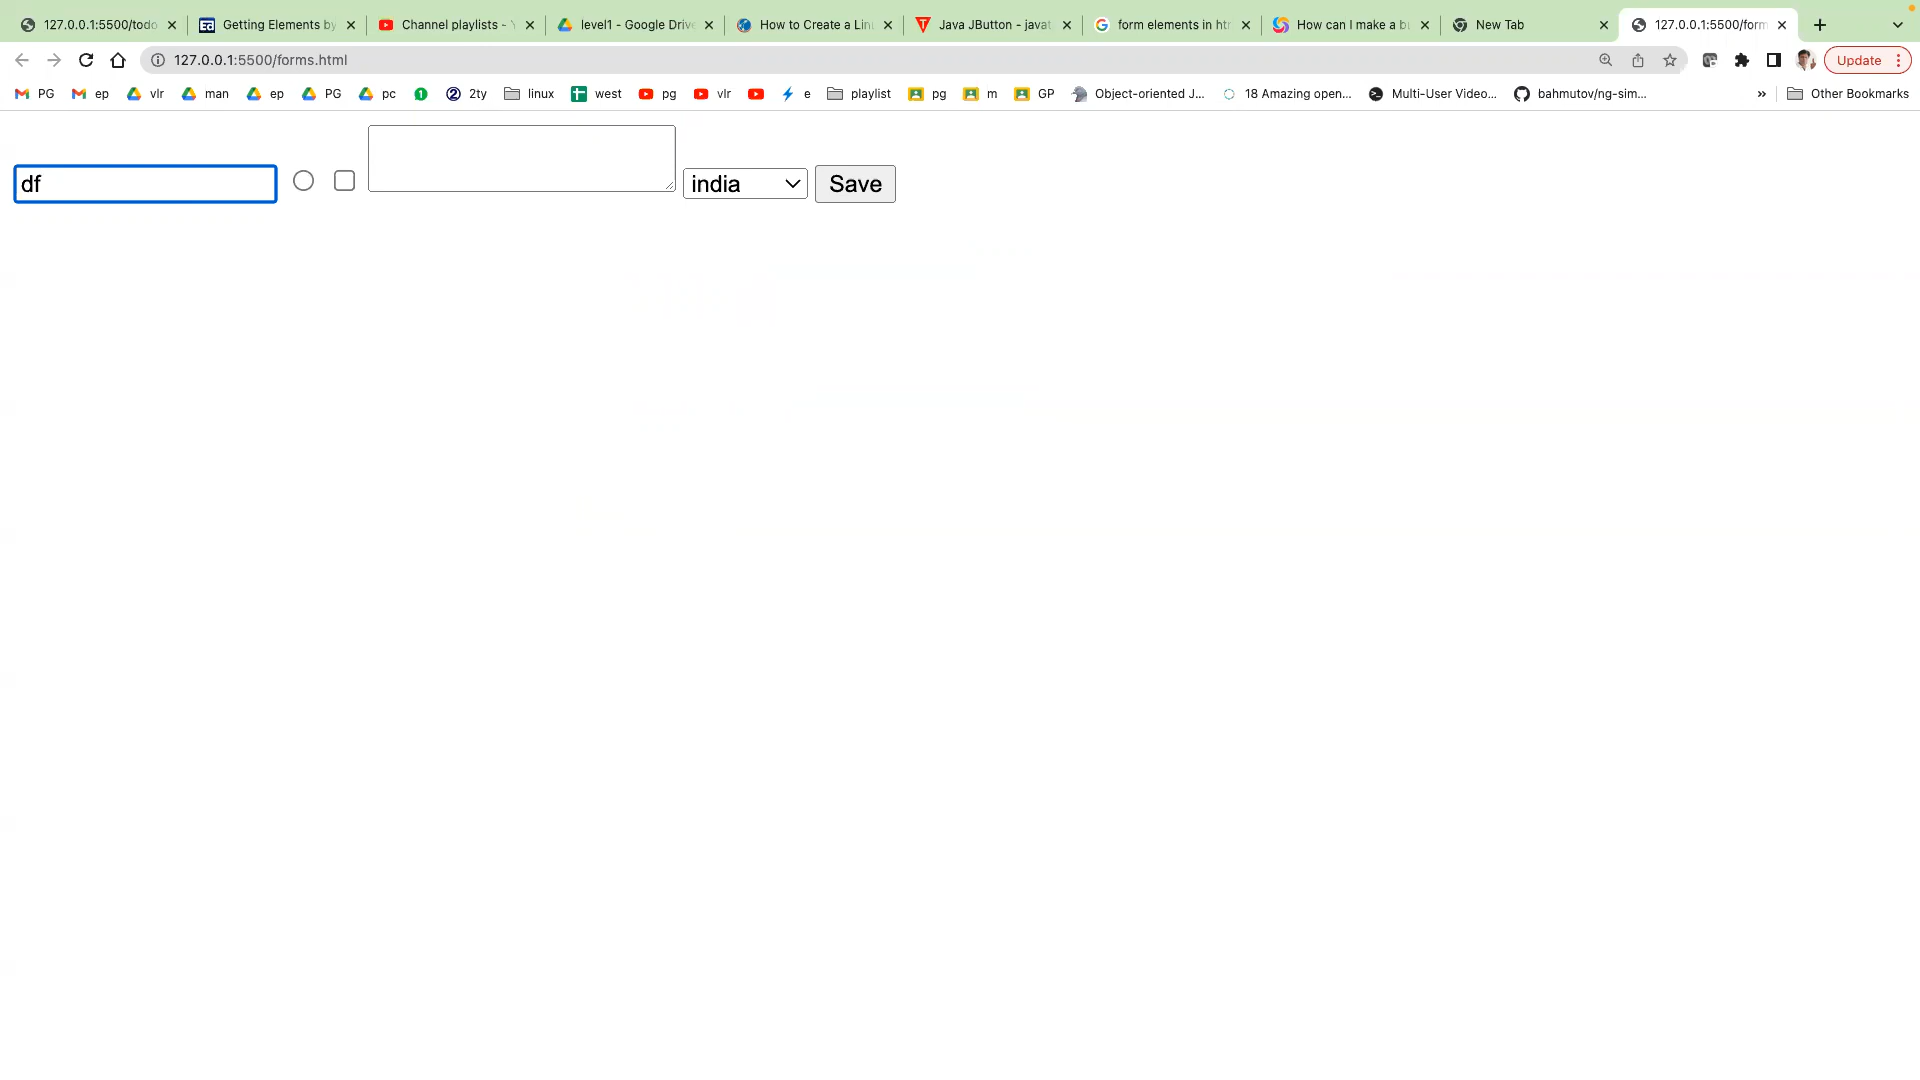 127.0.0.1:5500/todo
Getting Elements by
Channel playlists - Y
level1 - Google Drive
How to Create a Linu
Java JButton - javat
form elements in htm
How can I make a bu
New Tab
127.0.0.1:5500/form
127.0.0.1:5500/forms.html
Update
PG ep vlr man ep PG pc 2ty linux west pg vlr e playlist pg m GP Object-oriented J... 18 Amazing open... Multi-User Video... bahmutov/ng-sim... » Other Bookmarks
df india Save